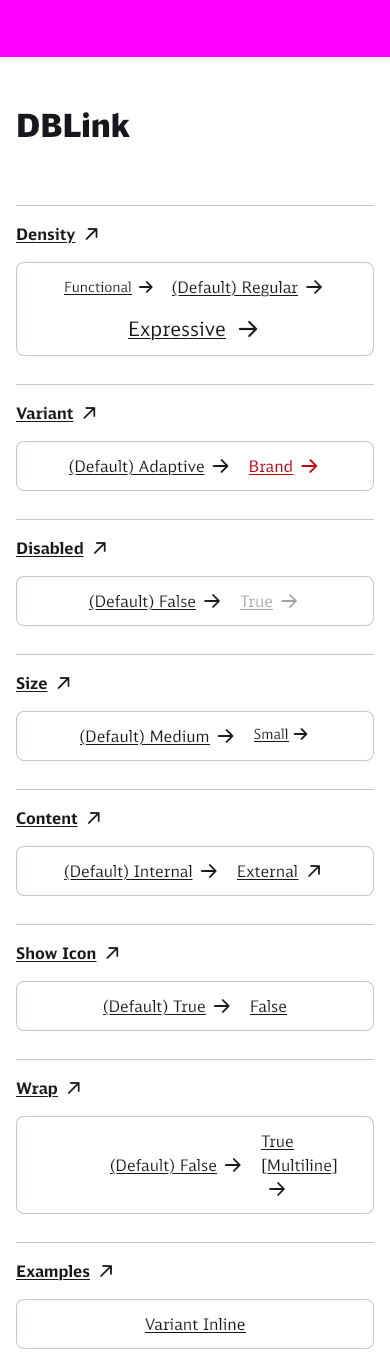 DBLink
Density
Functional (Default) Regular
Expressive
Variant
(Default) Adaptive Brand
Disabled
(Default) False True
Size
(Default) Medium Small
Content
(Default) Internal External
Show Icon
(Default) True False
Wrap
(Default) False True
[Multiline]
Examples
Variant Inline